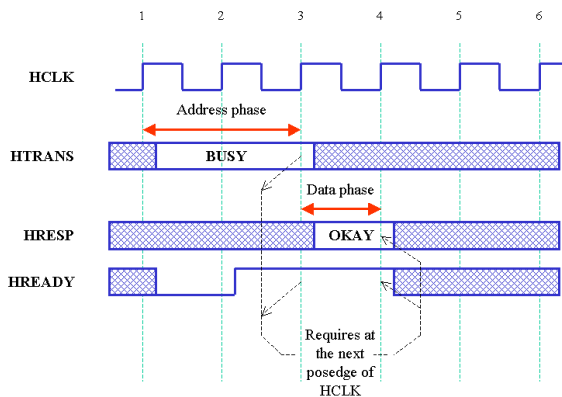 1 2 3 4 5 6
HCLK
Address phase
HTRANS BUSY
Data phase
HRESP OKAY
HREADY
Requires at
the next
posedge of
HCLK